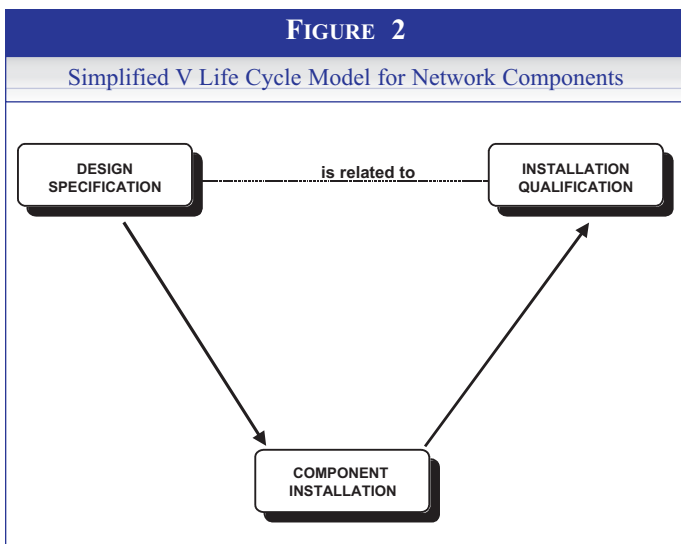 FIGURE 2
Simplified V Life Cycle Model for Network Components
DESIGN
SPECIFICATION
is related to
INSTALLATION
QUALIFICATION
COMPONENT
INSTALLATION